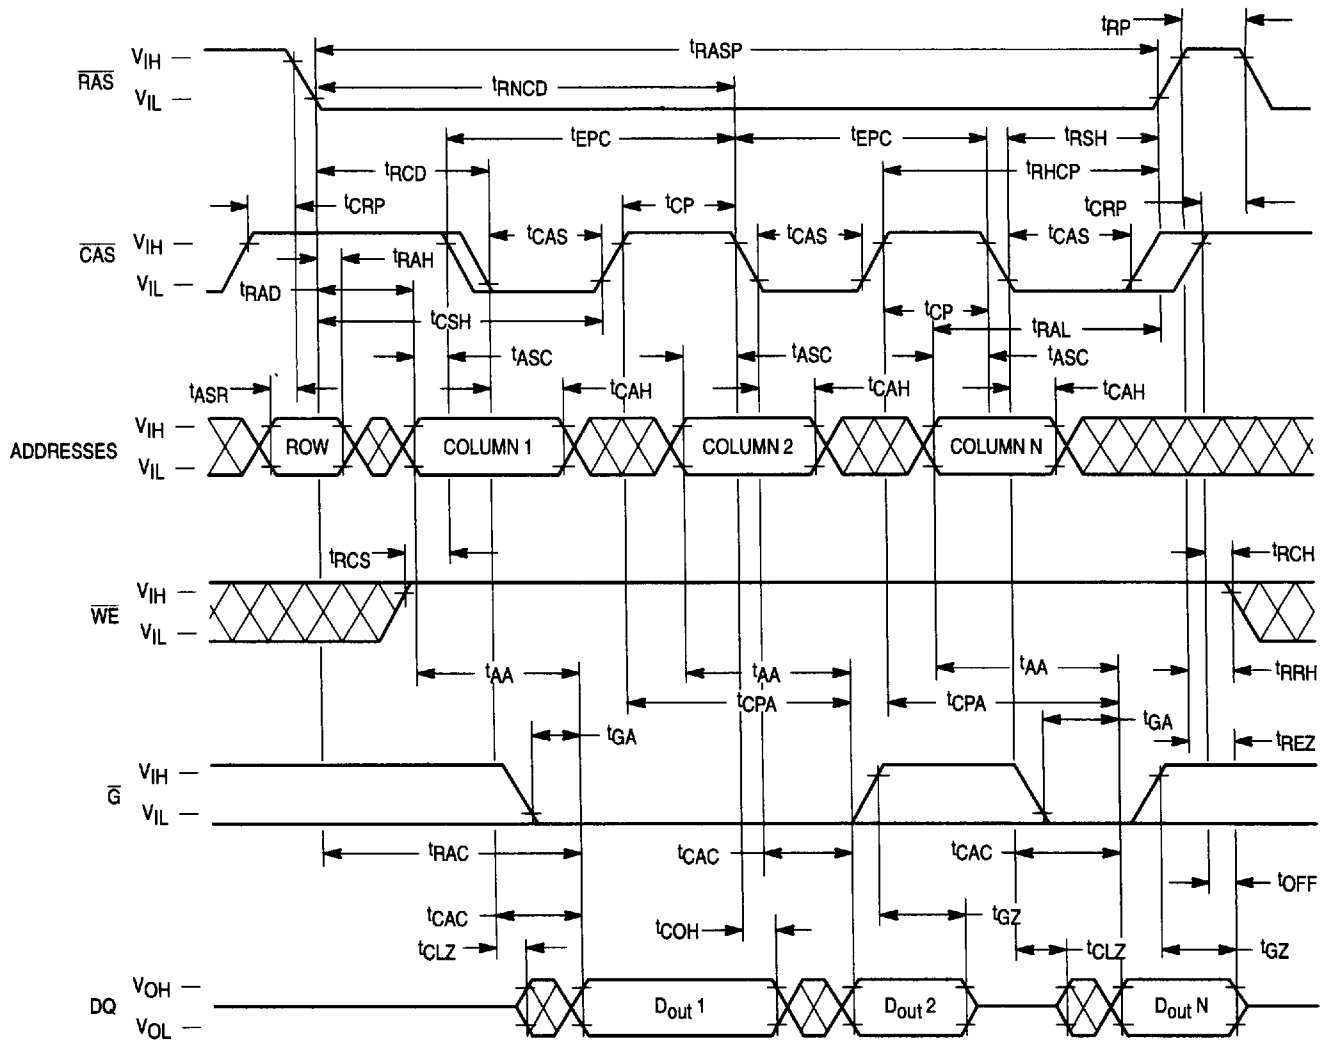 tRP
VIH
tRASP
RAS
tRNCD
VIL
tEPC tEPC tRSH
tRCD tRHCP
tCRP tCP tCRP
VIH tCAS tCAS tCAS
CAS tRAH
VIL
tRAD tCP
tCSH tRAL
tASC tASC tASC
tASR tCAH tCAH tCAH
VIH
ADDRESSES ROW COLUMN 1 COLUMN 2 COLUMN N
VIL
tRCS tRCH
VIH
WE
VIL
tAA tAA tAA tRRH
tCPA tCPA
tGA tGA tREZ
VIH
G
VIL
tRAC tCAC tCAC
tOFF
tCAC tGZ
tCOH
tCLZ tCLZ tGZ
VOH
DQ Dout 1 Dout 2 Dout N
VOL